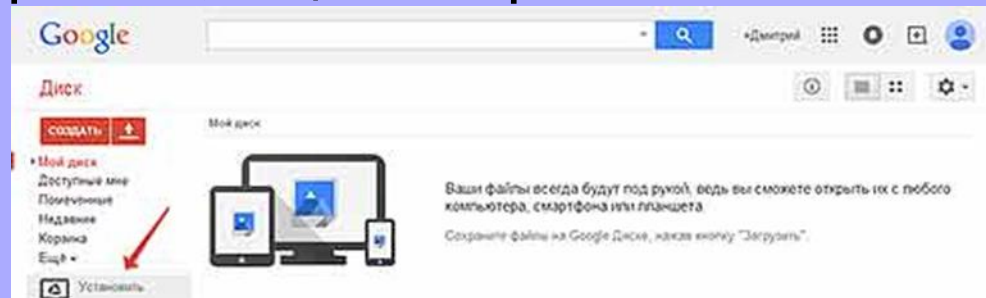 Google
+Дмитрий
Диск
СОЗДАТЬ
Мой диск
Мой диск
Доступные мне
Помеченные
Недавние
Корзина
Ещё
Установить
Ваши файлы всегда будут под рукой, ведь вы сможете открыть их с любого
компьютера, смартфона или планшета.
Сохраните файлы на Google Диске, нажав кнопку "Загрузить".